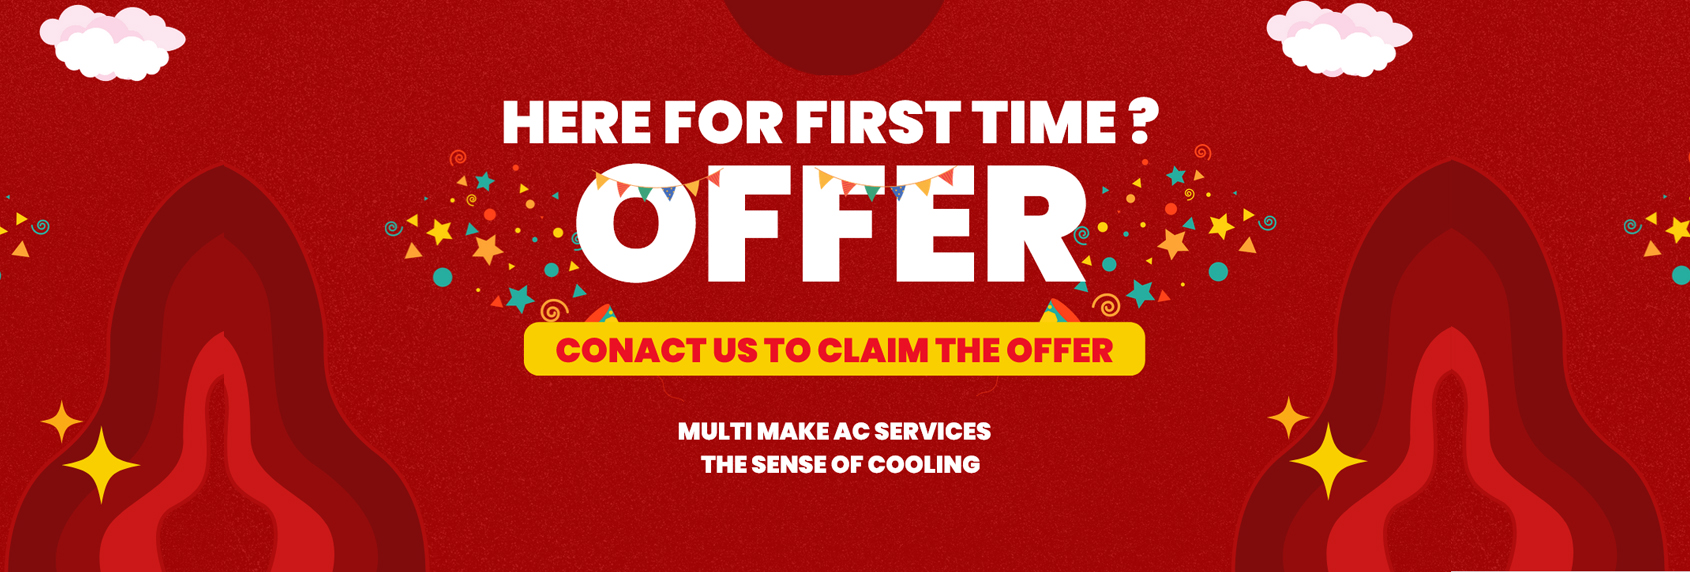 HERE FOR FIRST TIME ?
OFFER
CONACT US TO CLAIM THE OFFER
MULTI MAKE AC SERVICES
THE SENSE OF COOLING